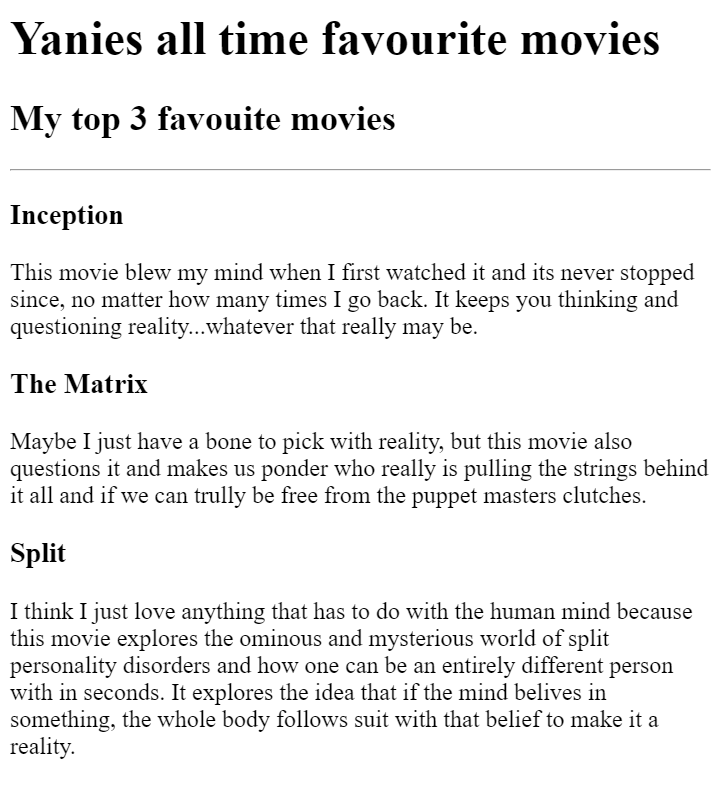 Yanies all time favourite movies
My top 3 favouite movies
Inception
This movie blew my mind when I first watched it and its never stopped
since, no matter how many times I go back. It keeps you thinking and
questioning reality...whatever that really may be.
The Matrix
Maybe I just have a bone to pick with reality, but this movie also
questions it and makes us ponder who really is pulling the strings behind
it all and if we can trully be free from the puppet masters clutches.
Split
I think I just love anything that has to do with the human mind because
this movie explores the ominous and mysterious world of split
personality disorders and how one can be an entirely different person
with in seconds. It explores the idea that if the mind belives in
something, the whole body follows suit with that belief to make it a
reality.